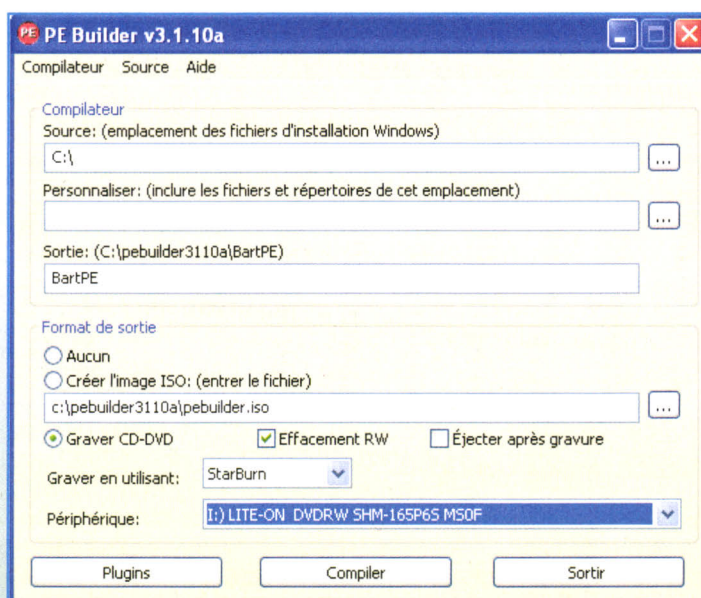 PE PE Builder v3.1.10a
Compilateur Source Aide
Compilateur
Source: (emplacement des fichiers d'installation Windows)
C:\
...
Personnaliser: (inclure les fichiers et répertoires de cet emplacement)
...
Sortie: (C:\pebuilder3110a\BartPE)
BartPE
Format de sortie
Aucun
Créer l'image ISO: (entrer le fichier)
c:\pebuilder3110a\pebuilder.iso
...
Graver CD-DVD Effacement RW Éjecter après gravure
Graver en utilisant: StarBurn
Périphérique: I:) LITE-ON DVDRW SHM-165P6S MS0F
Plugins Compiler Sortir